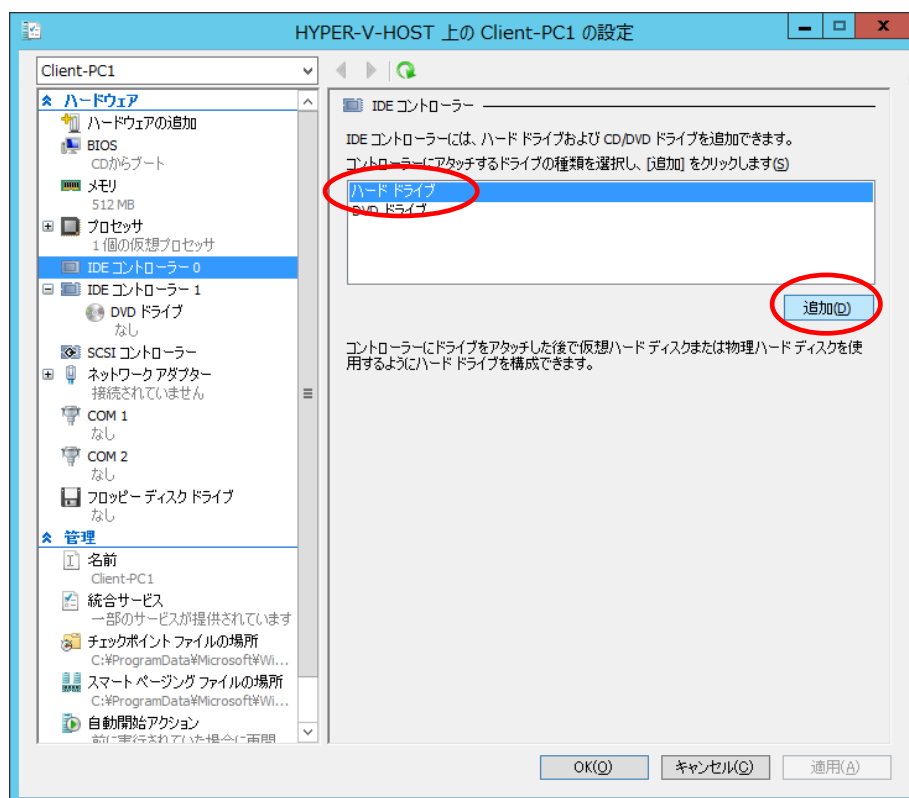 HYPER-V-HOST 上の Client-PC1 の設定
Client-PC1
ハードウェア
ハードウェアの追加
BIOS
CDからブート
メモリ
512 MB
プロセッサ
1 個の仮想プロセッサ
IDE コントローラー 0
IDE コントローラー 1
DVD ドライブ
なし
SCSI コントローラー
ネットワーク アダプター
接続されていません
COM 1
なし
COM 2
なし
フロッピー ディスク ドライブ
なし
管理
名前
Client-PC1
統合サービス
一部のサービスが提供されています
チェックポイント ファイルの場所
C:¥ProgramData¥Microsoft¥Wi...
スマート ページング ファイルの場所
C:¥ProgramData¥Microsoft¥Wi...
自動開始アクション
前に実行されていた場合に再開
IDE コントローラー
IDE コントローラーには、ハード ドライブおよび CD/DVD ドライブを追加できます。
コントローラーにアタッチするドライブの種類を選択し、[追加] をクリックします(S)
ハード ドライブ
DVD ドライブ
追加(D)
コントローラーにドライブをアタッチした後で仮想ハード ディスクまたは物理ハード ディスクを使
用するようにハード ドライブを構成できます。
OK(O)
キャンセル(C)
適用(A)